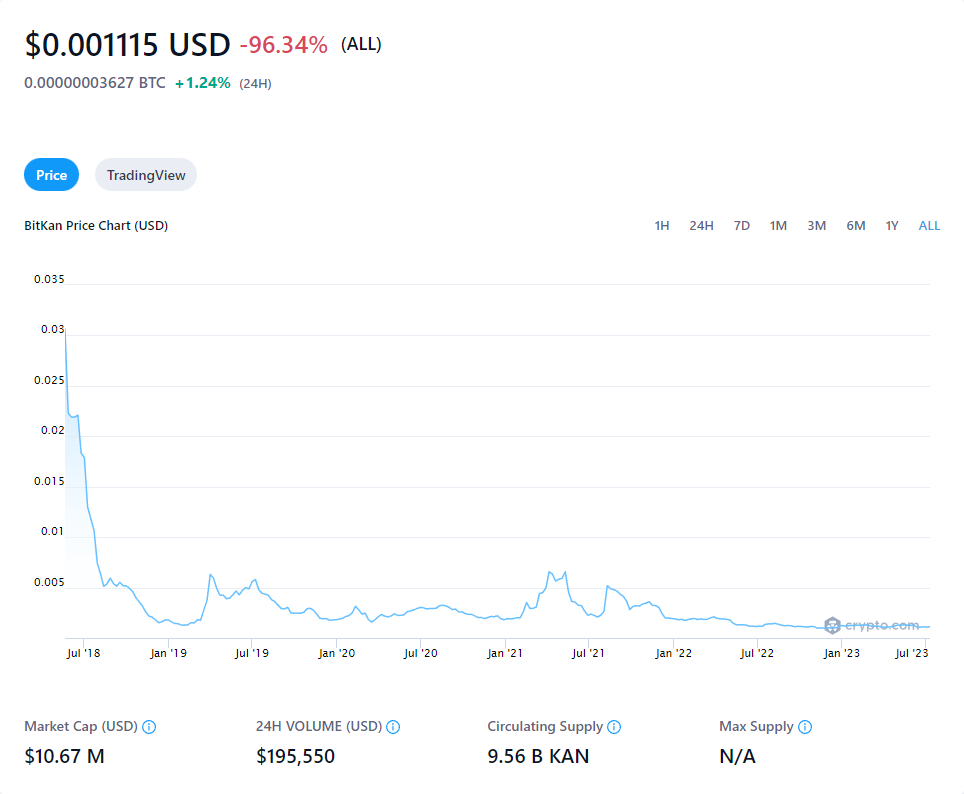 $0.001115 USD -96.34% (ALL)
0.00000003627 BTC +1.24% (24H)
Price TradingView
BitKan Price Chart (USD) 1H 24H 7D 1M 3M 6M 1Y ALL
0.035
0.03
0.025
0.02
0.015
0.01
0.005
crypto.com
Jul '18 Jan '19 Jul '19 Jan '20 Jul '20 Jan '21 Jul '21 Jan '22 Jul '22 Jan '23 Jul '23
Market Cap (USD) 24H VOLUME (USD) Circulating Supply Max Supply
$10.67 M $195,550 9.56 B KAN N/A